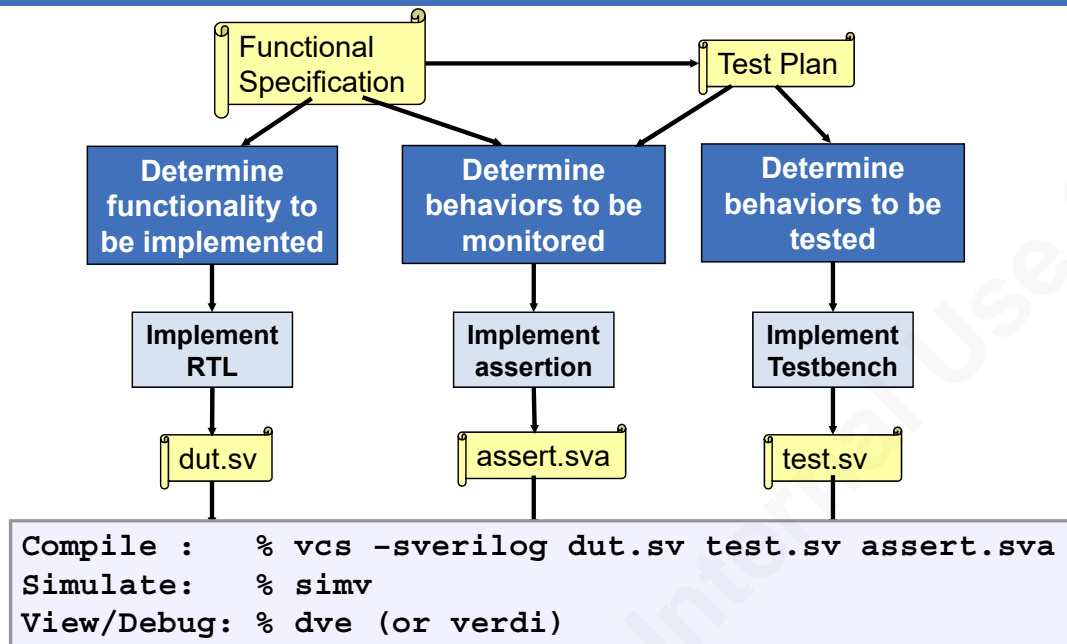 Functional
Specification
Test Plan
Determine
functionality to
be implemented
Determine
behaviors to be
monitored
Determine
behaviors to be
tested
Implement
RTL
Implement
assertion
Implement
Testbench
dut.sv
assert.sva
test.sv
Compile :   % vcs –sverilog dut.sv test.sv assert.sva
Simulate:   % simv
View/Debug: % dve (or verdi)
Internal Use